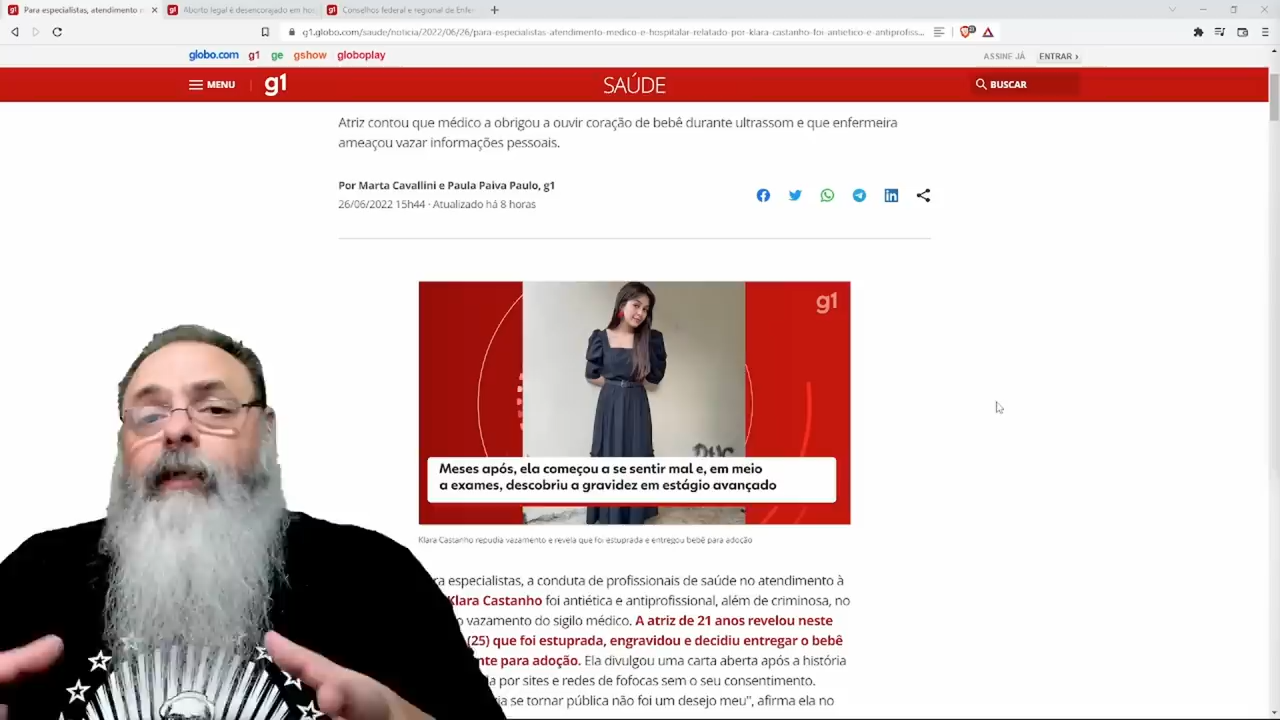 Para especialistas, atendimento m
Aborto legal é desencorajado em hos
Conselhos federal e regional de Enfer
g1.globo.com/saude/noticia/2022/06/26/para-especialistas-atendimento-medico-e-hospitalar-relatado-por-klara-castanho-foi-antietico-e-antiprofiss...
globo.com g1 ge gshow globoplay
ASSINE JÁ ENTRAR ›
MENU g1 SAÚDE BUSCAR
Atriz contou que médico a obrigou a ouvir coração de bebê durante ultrassom e que enfermeira
ameaçou vazar informações pessoais.
Por Marta Cavallini e Paula Paiva Paulo, g1
26/06/2022 15h44 · Atualizado há 8 horas
g1
Meses após, ela começou a se sentir mal e, em meio
a exames, descobriu a gravidez em estágio avançado
Klara Castanho repudia vazamento e revela que foi estuprada e entregou bebê para adoção
ra especialistas, a conduta de profissionais de saúde no atendimento à
Klara Castanho foi antiética e antiprofissional, além de criminosa, no
o vazamento do sigilo médico. A atriz de 21 anos revelou neste
(25) que foi estuprada, engravidou e decidiu entregar o bebê
nte para adoção. Ela divulgou uma carta aberta após a história
a por sites e redes de fofocas sem o seu consentimento.
ia se tornar pública não foi um desejo meu", afirma ela no